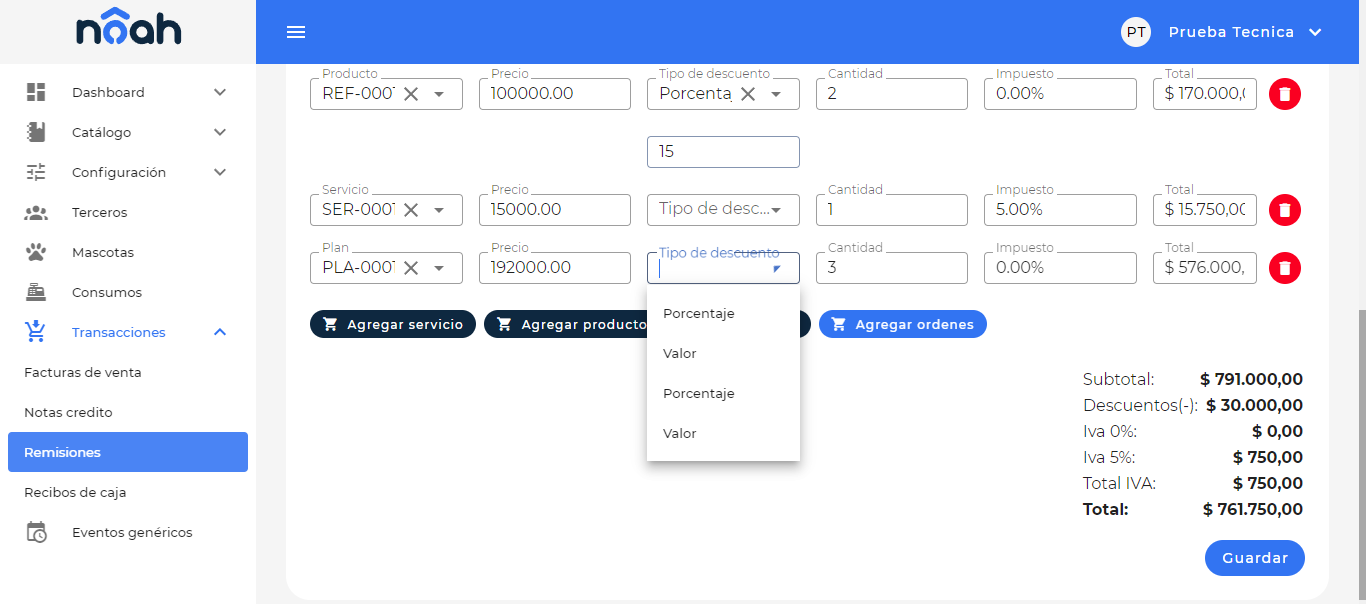 nôah
PT
Prueba Tecnica
Dashboard
Catálogo
Configuración
Terceros
Mascotas
Consumos
Transacciones
Facturas de venta
Notas credito
Remisiones
Recibos de caja
Eventos genéricos
Producto Precio Tipo de descuento Cantidad Impuesto Total
REF-000 100000.00 Porcenta 2 0.00% $ 170.000,
15
Servicio Precio Cantidad Impuesto Total
SER-0001 15000.00 Tipo de desc... 1 5.00% $ 15.750,00
Plan Precio Tipo de descuento Cantidad Impuesto Total
PLA-0001 192000.00 3 0.00% $ 576.000,
Porcentaje
Valor
Porcentaje
Valor
Agregar servicio Agregar producto Agregar ordenes
Subtotal: $ 791.000,00
Descuentos(-): $ 30.000,00
Iva 0%: $ 0,00
Iva 5%: $ 750,00
Total IVA: $ 750,00
Total: $ 761.750,00
Guardar